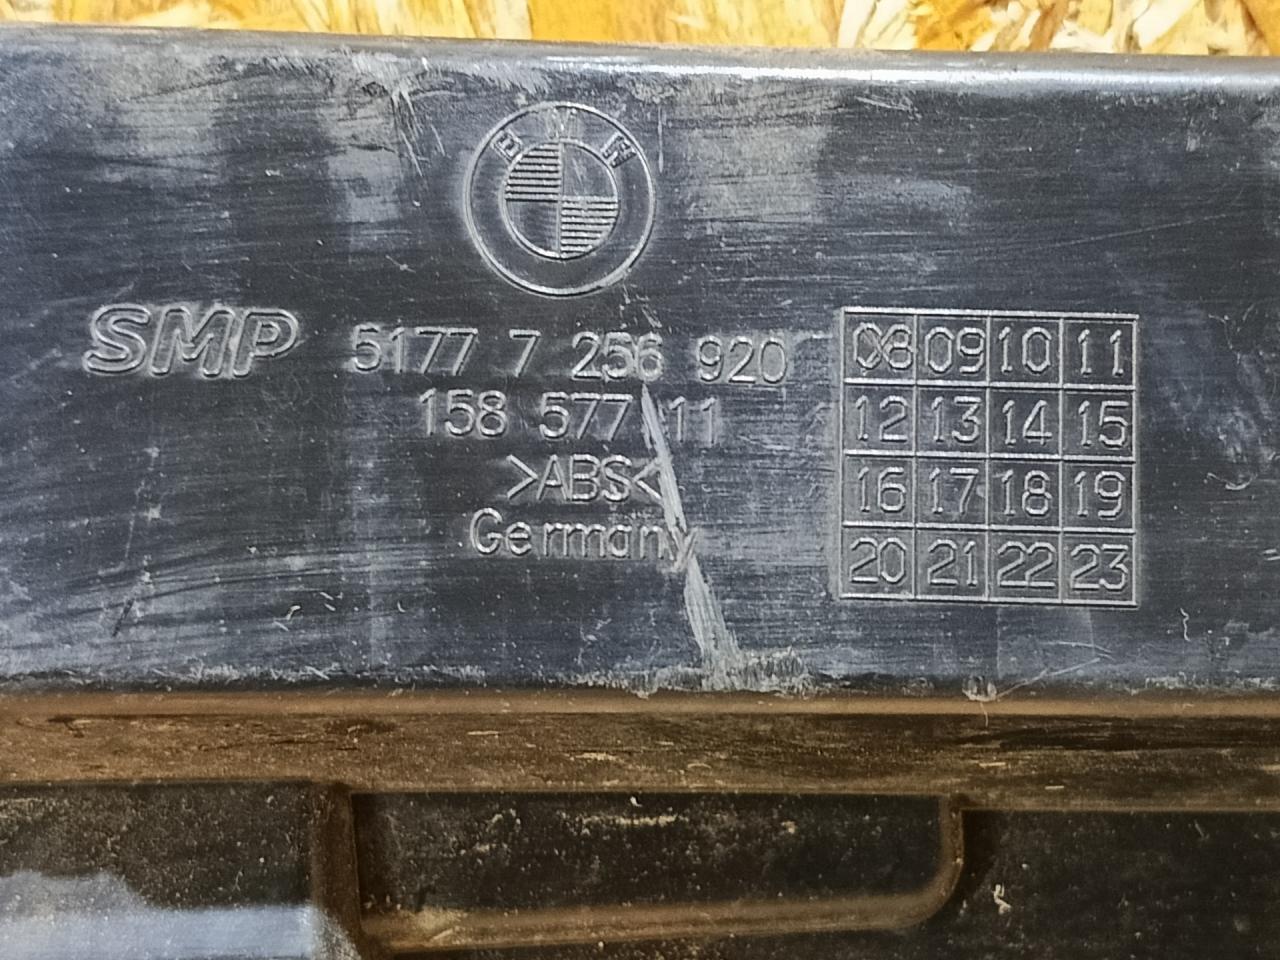 BMW
SMP 5177 7 256 920
158 577 11
>ABS<
Germany
08 09 10 11
12 13 14 15
16 17 18 19
20 21 22 23